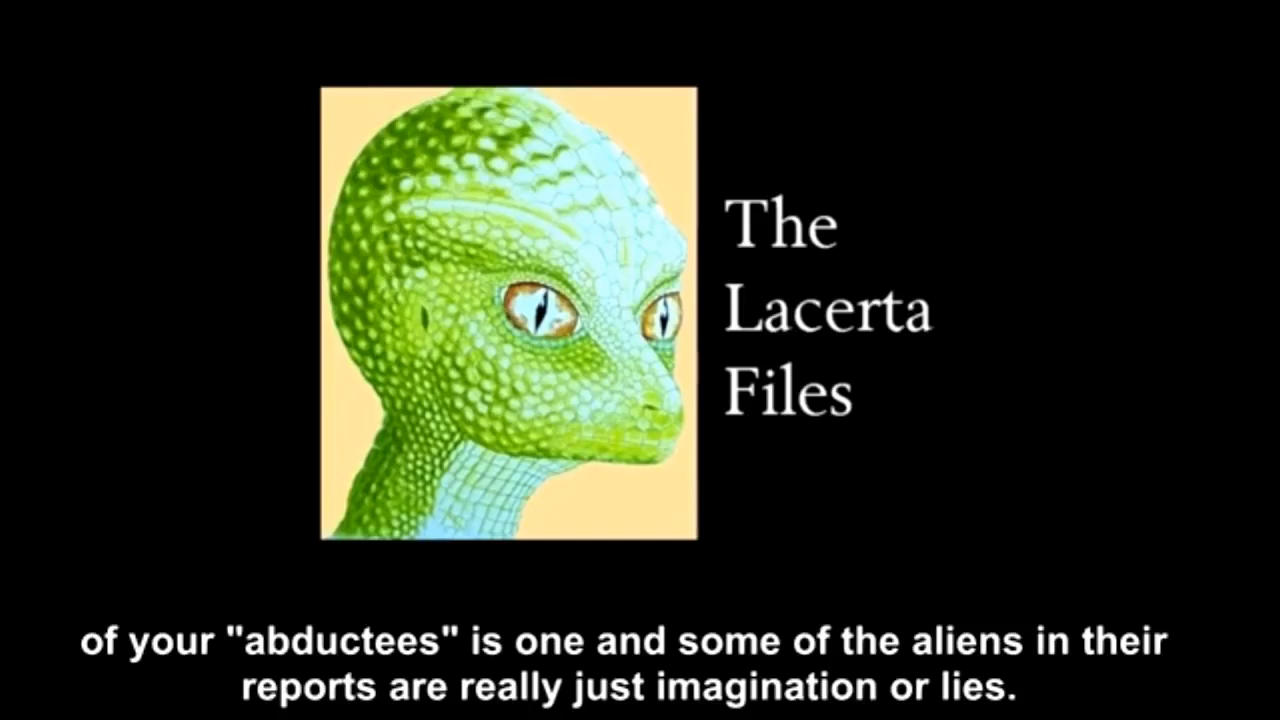 The
Lacerta
Files
of your "abductees" is one and some of the aliens in their
reports are really just imagination or lies.